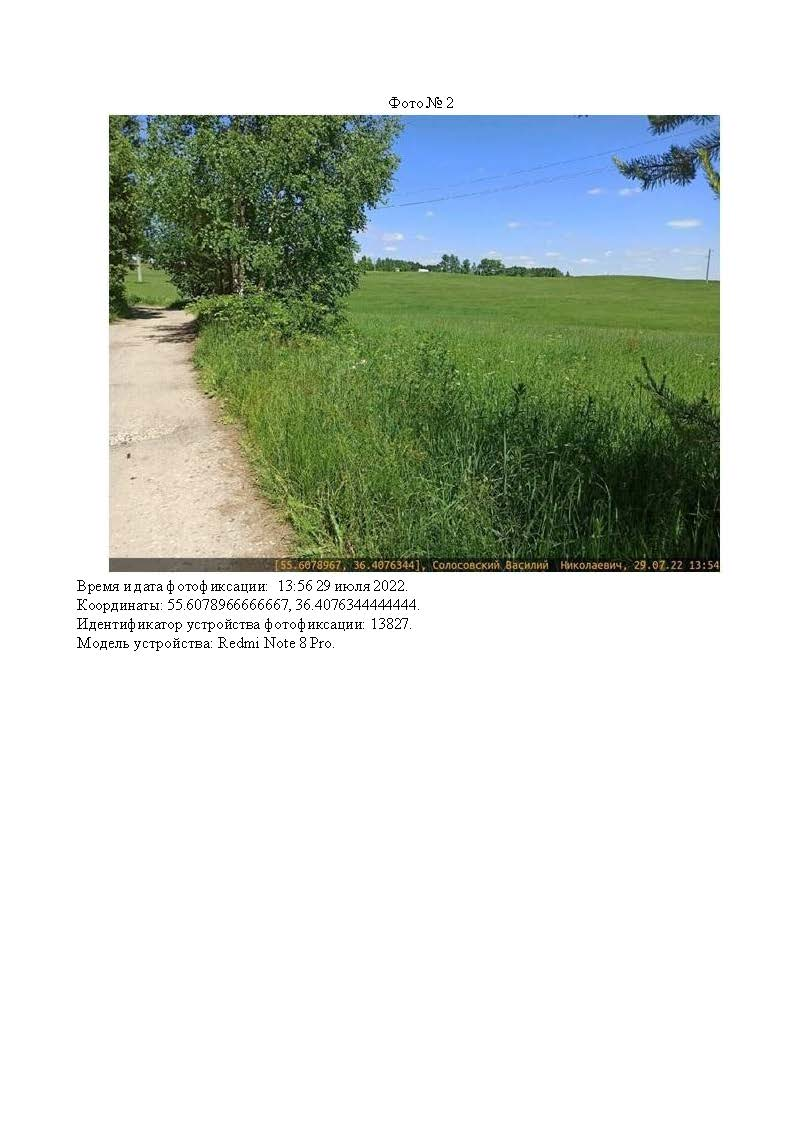 Фото № 2
[55.6078967, 36.4076344], Солосовский Василий Николаевич, 29.07.22 13:54
Время и дата фотофиксации: 13:56 29 июля 2022.
Координаты: 55.6078966666667, 36.4076344444444.
Идентификатор устройства фотофиксации: 13827.
Модель устройства: Redmi Note 8 Pro.